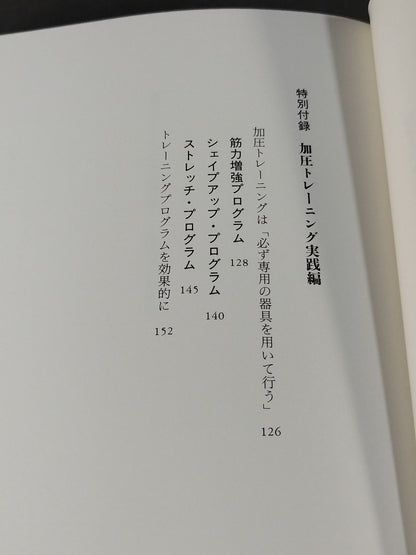 特別付録　加圧トレーニング実践編
加圧トレーニングは「必ず専用の器具を用いて行う」 126
筋力増強プログラム 128
シェイプアップ・プログラム 140
ストレッチ・プログラム 145
トレーニングプログラムを効果的に 152